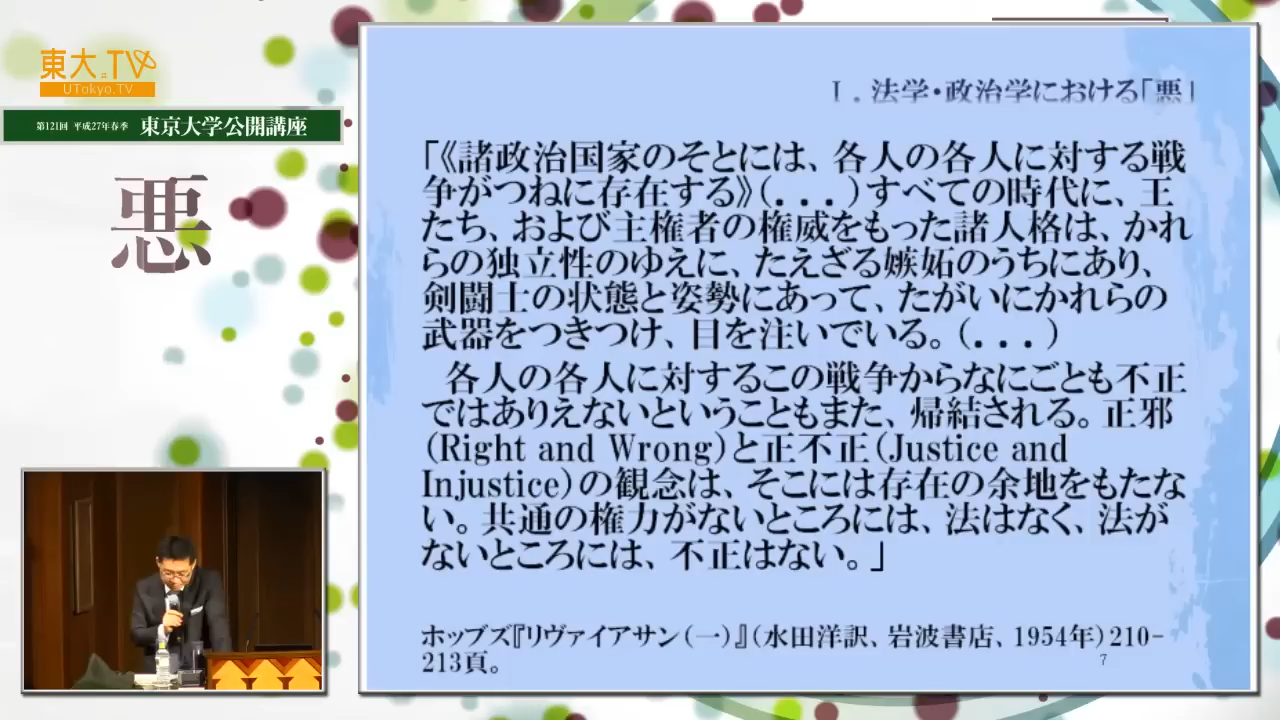 東大.TV
UTokyo.TV
第121回 平成27年春季 東京大学公開講座
悪
Ⅰ. 法学・政治学における「悪」
「《諸政治国家のそとには、各人の各人に対する戦
争がつねに存在する》(...)すべての時代に、王
たち、および主権者の権威をもった諸人格は、かれ
らの独立性のゆえに、たえざる嫉妬のうちにあり、
剣闘士の状態と姿勢にあって、たがいにかれらの
武器をつきつけ、目を注いでいる。(...)
各人の各人に対するこの戦争からなにごとも不正
ではありえないということもまた、帰結される。正邪
(Right and Wrong)と正不正(Justice and
Injustice)の観念は、そこには存在の余地をもたな
い。共通の権力がないところには、法はなく、法が
ないところには、不正はない。」
ホッブズ『リヴァイアサン(一)』(水田洋訳、岩波書店、1954年)210-
213頁。
7